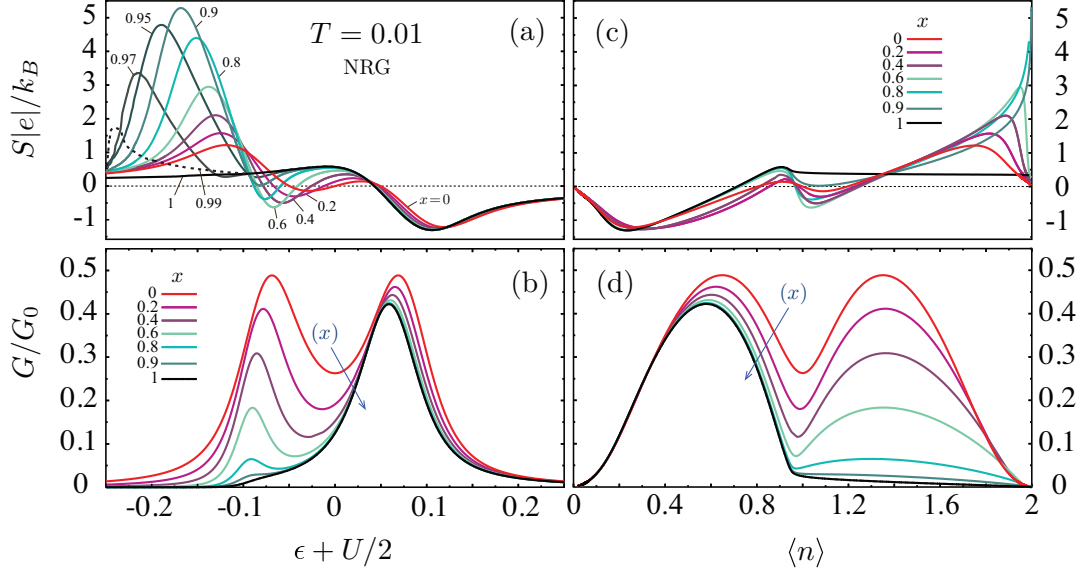 S|e|/k_B
5
4
3
2
1
0
-1
0.95
0.9
0.97
0.8
T = 0.01
NRG
(a)
1
0.99
0.6
0.4
0.2
x=0
(c)
x
0
0.2
0.4
0.6
0.8
0.9
1
5
4
3
2
1
0
-1
G/G_0
0.5
0.4
0.3
0.2
0.1
0
x
0
0.2
0.4
0.6
0.8
0.9
1
(b)
(x)
(d)
(x)
0.5
0.4
0.3
0.2
0.1
0
-0.2 -0.1 0 0.1 0.2
0 0.4 0.8 1.2 1.6 2
ϵ + U/2
⟨n⟩